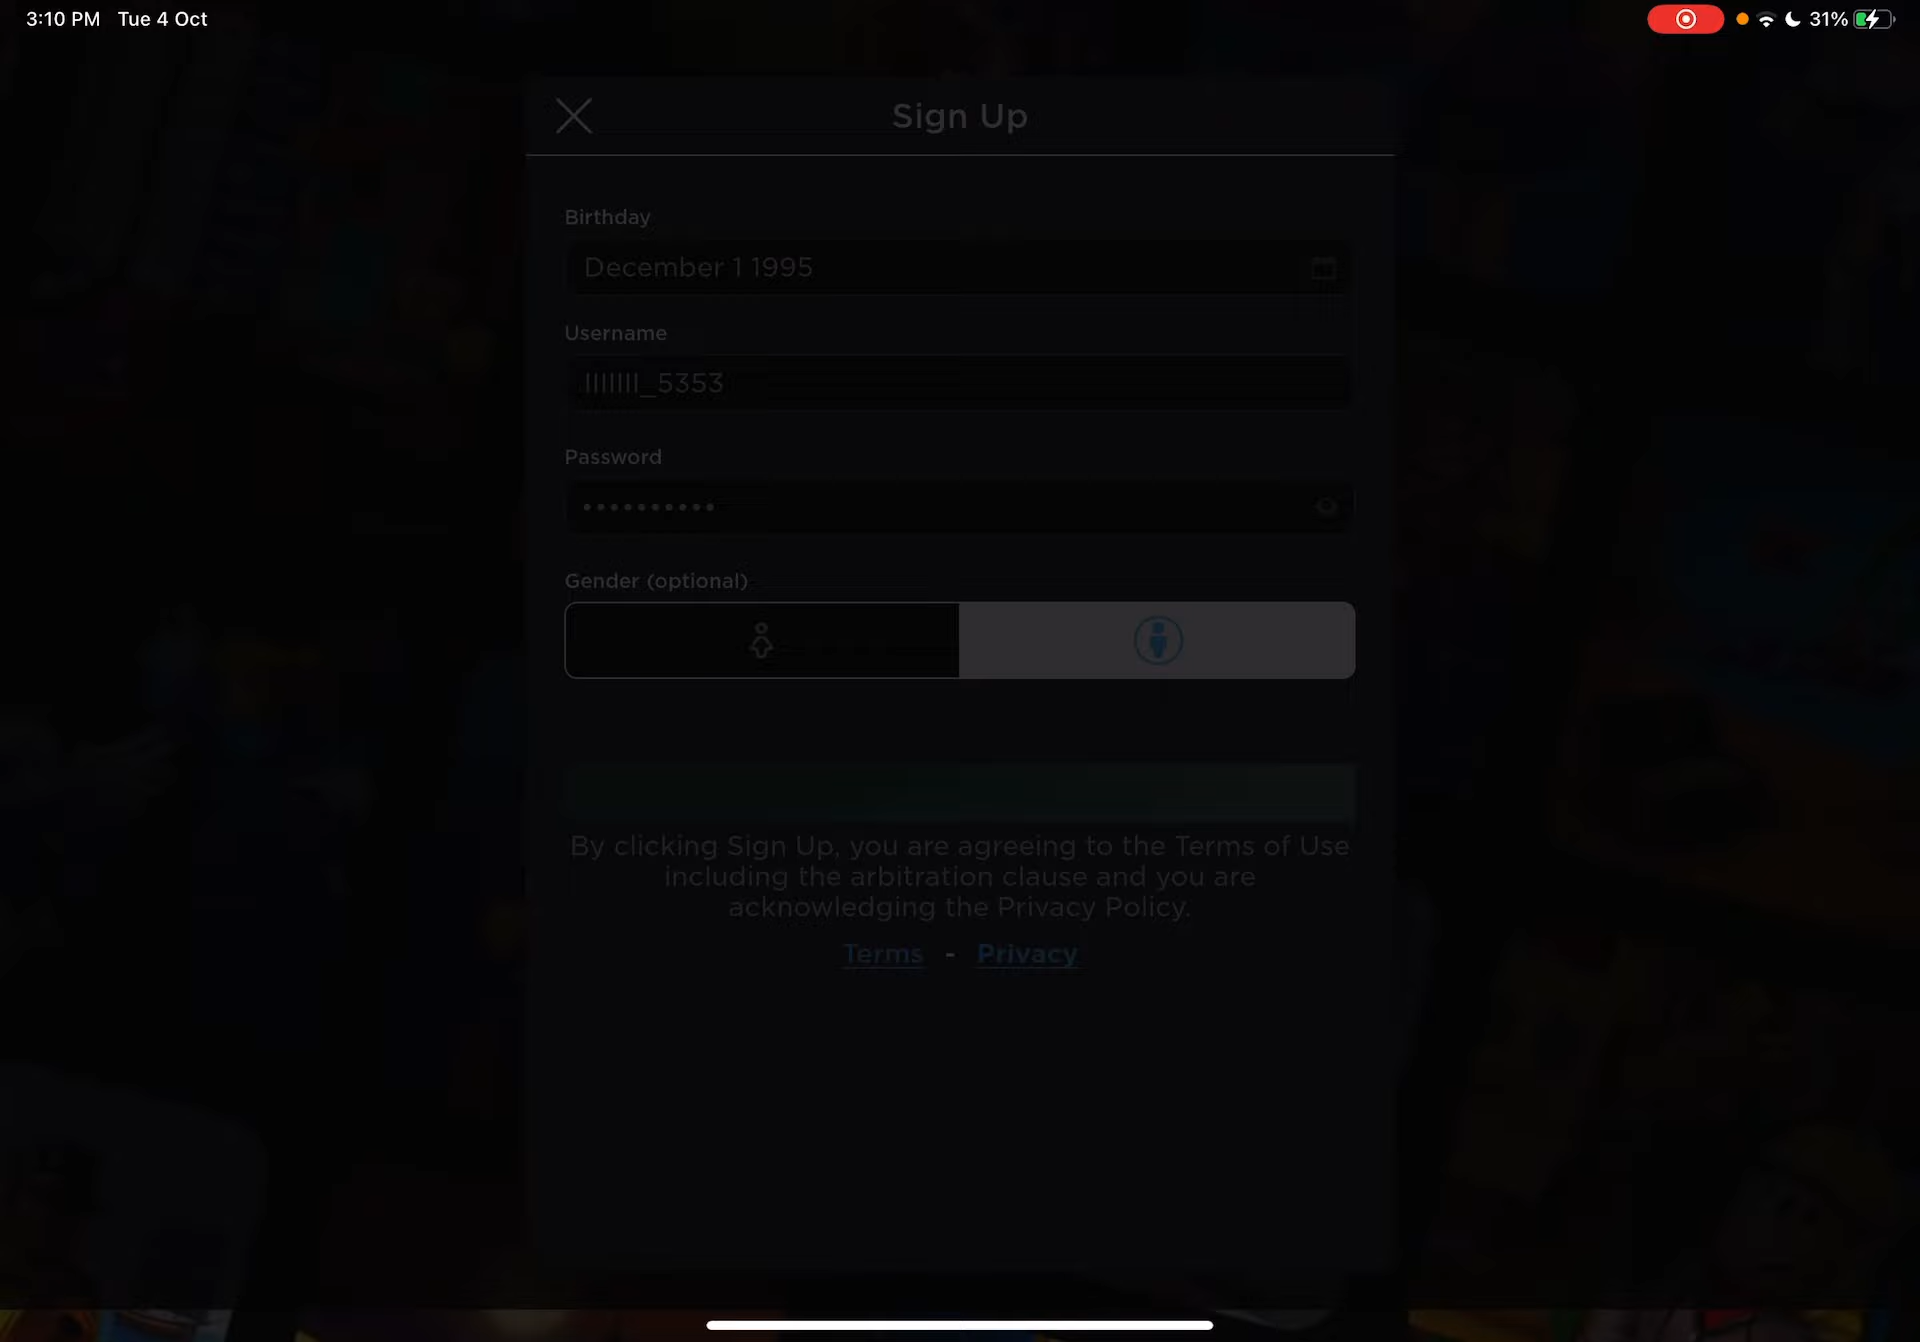 3:10 PM Tue 4 Oct
31%
Sign Up
Birthday
December 1 1995
Username
lllllll_5353
Password
••••••••••
Gender (optional)
By clicking Sign Up, you are agreeing to the Terms of Use
including the arbitration clause and you are
acknowledging the Privacy Policy.
Terms - Privacy